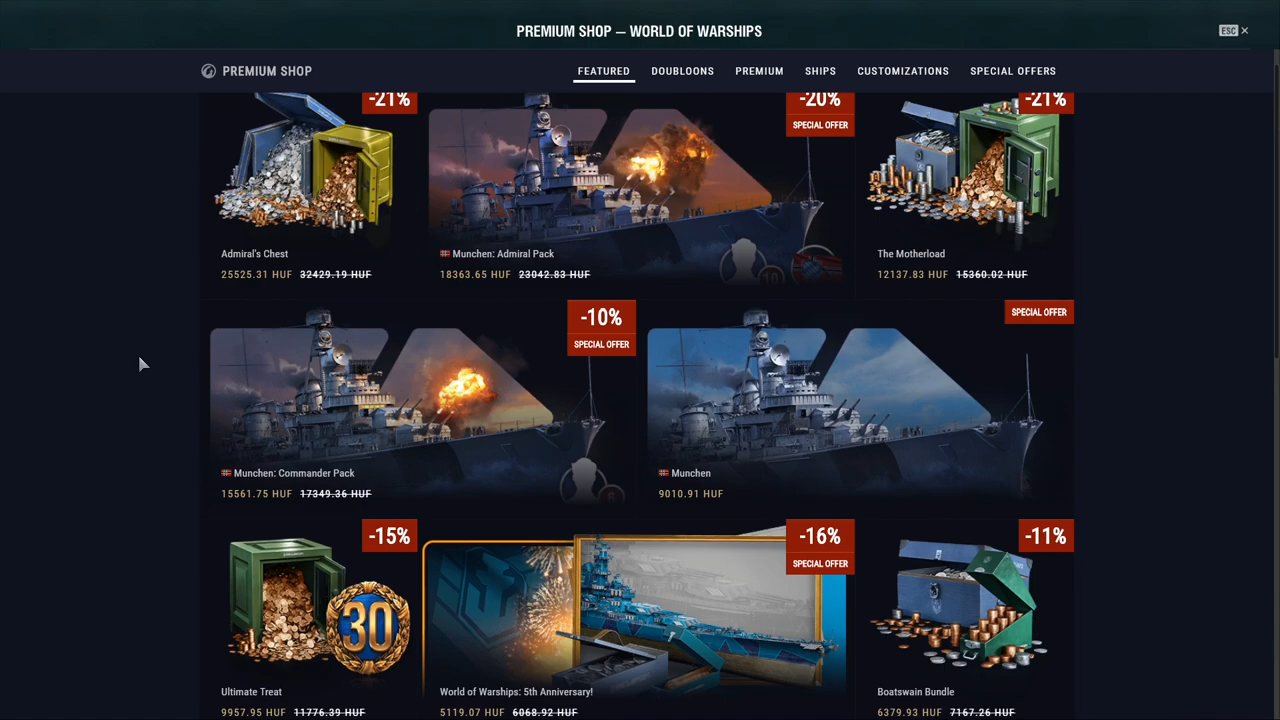 PREMIUM SHOP – WORLD OF WARSHIPS
ESC ×
PREMIUM SHOP
FEATURED
DOUBLOONS
PREMIUM
SHIPS
CUSTOMIZATIONS
SPECIAL OFFERS
-21%
Admiral's Chest
25525.31 HUF 32429.19 HUF
-20%
SPECIAL OFFER
Munchen: Admiral Pack
18363.65 HUF 23042.83 HUF
10
-21%
The Motherload
12137.83 HUF 15360.02 HUF
-10%
SPECIAL OFFER
Munchen: Commander Pack
15561.75 HUF 17349.36 HUF
6
SPECIAL OFFER
Munchen
9010.91 HUF
-15%
30
Ultimate Treat
9957.95 HUF 11776.39 HUF
-16%
SPECIAL OFFER
World of Warships: 5th Anniversary!
5119.07 HUF 6068.92 HUF
-11%
Boatswain Bundle
6379.93 HUF 7167.26 HUF